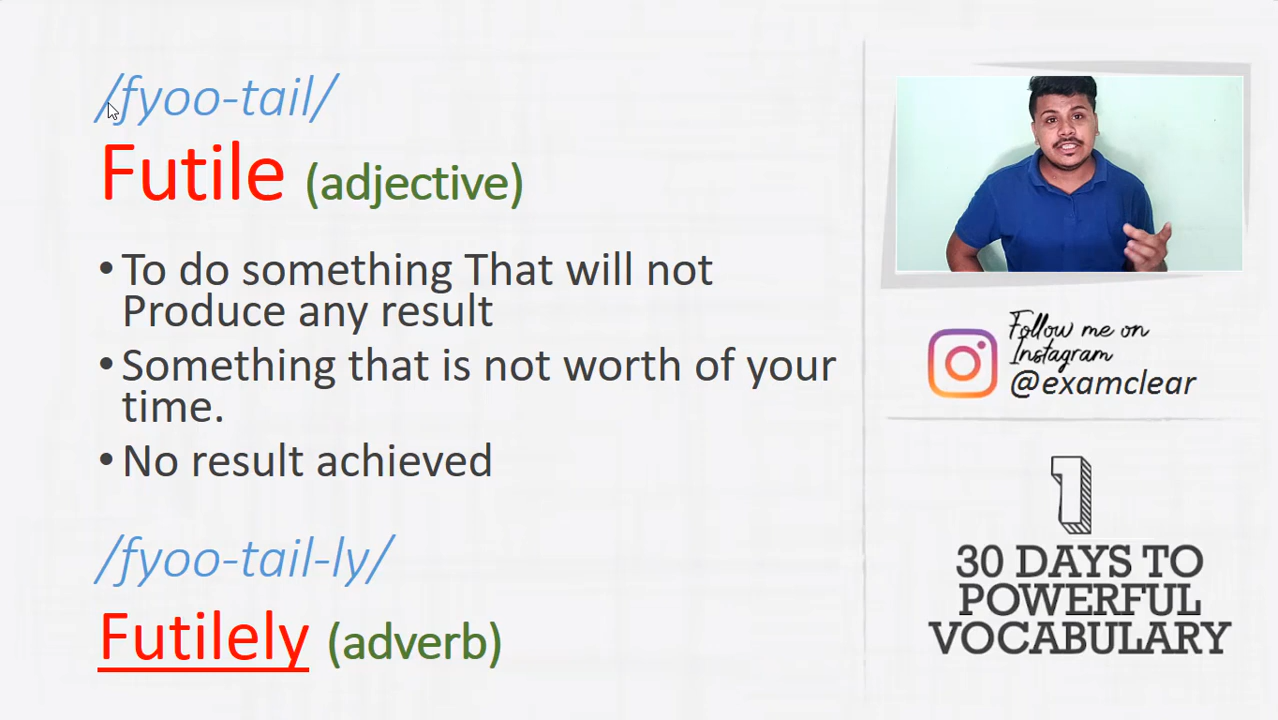 /fyoo-tail/
Futile (adjective)
• To do something That will not
Produce any result
• Something that is not worth of your
time.
• No result achieved
/fyoo-tail-ly/
Futilely (adverb)
Follow me on
Instagram
@examclear
1
30 DAYS TO
POWERFUL
VOCABULARY